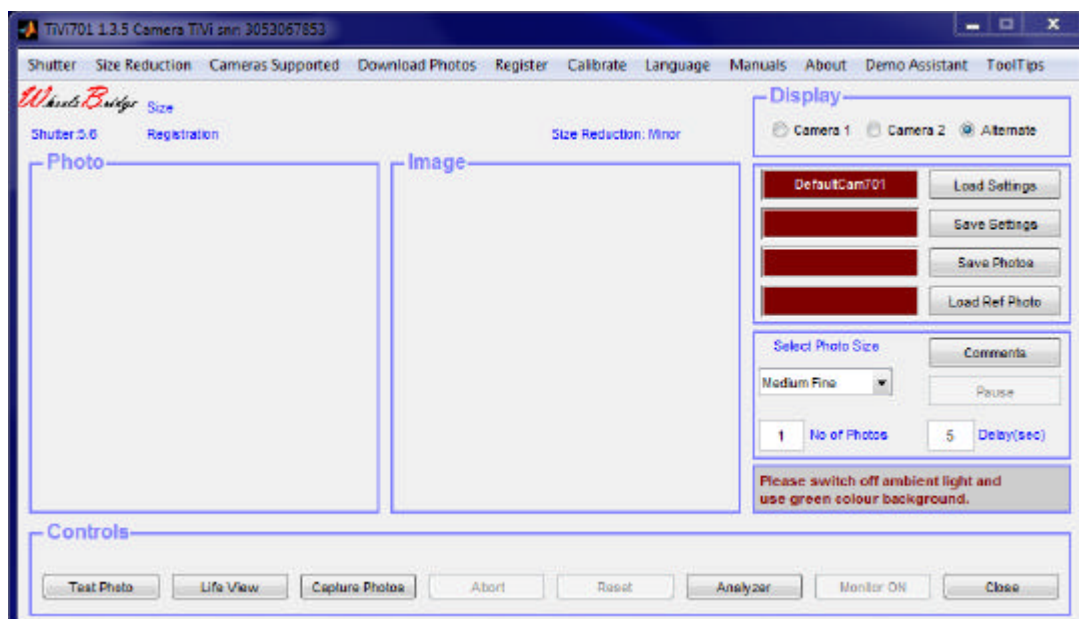 TiVi701 1.3.5 Camera TiVi snr: 3053067853
Shutter Size Reduction Cameras Supported Download Photos Register Calibrate Language Manuals About Demo Assistant ToolTips
WheelsBridge Size
Shutter:5.6 Registration Size Reduction: Minor
Display
Camera 1 Camera 2 Alternate
Photo
Image
DefaultCam701 Load Settings
Save Settings
Save Photos
Load Ref Photo
Select Photo Size Comments
Medium Fine Pause
1 No of Photos 5 Delay(sec)
Please switch off ambient light and
use green colour background.
Controls
Test Photo Life View Capture Photos Abort Reset Analyzer Monitor ON Close